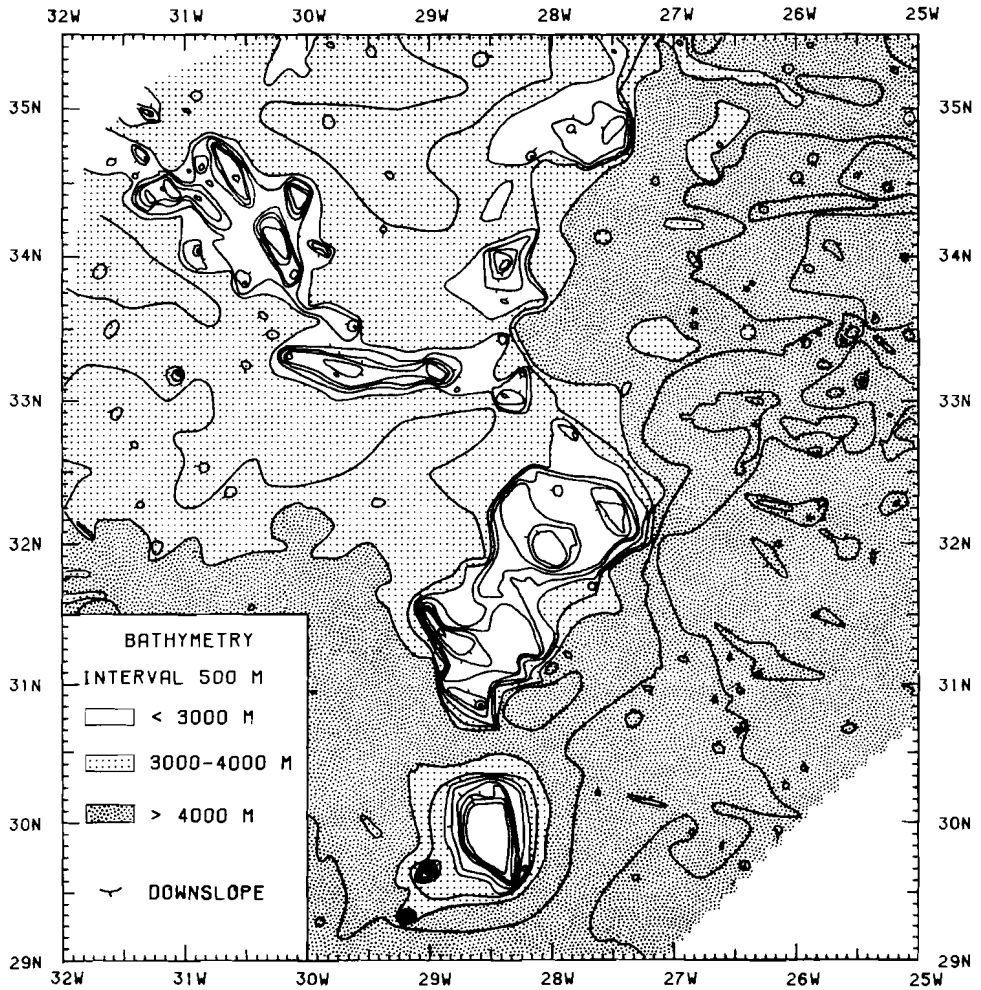 32W 31W 30W 29W 28W 27W 26W 25W
35N 35N
34N 34N
33N 33N
32N 32N
31N 31N
30N 30N
29N 29N
BATHYMETRY
INTERVAL 500 M
< 3000 M
3000-4000 M
> 4000 M
DOWNSLOPE
32W 31W 30W 29W 28W 27W 26W 25W